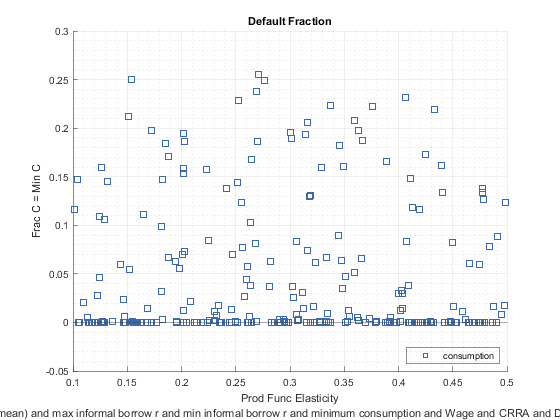 Default Fraction
0.3
0.25
0.2
0.15
0.1
0.05
0
-0.05
Frac C = Min C
consumption
0.1 0.15 0.2 0.25 0.3 0.35 0.4 0.45 0.5
Prod Func Elasticity
mean) and max informal borrow r and min informal borrow r and minimum consumption and Wage and CRRA and D